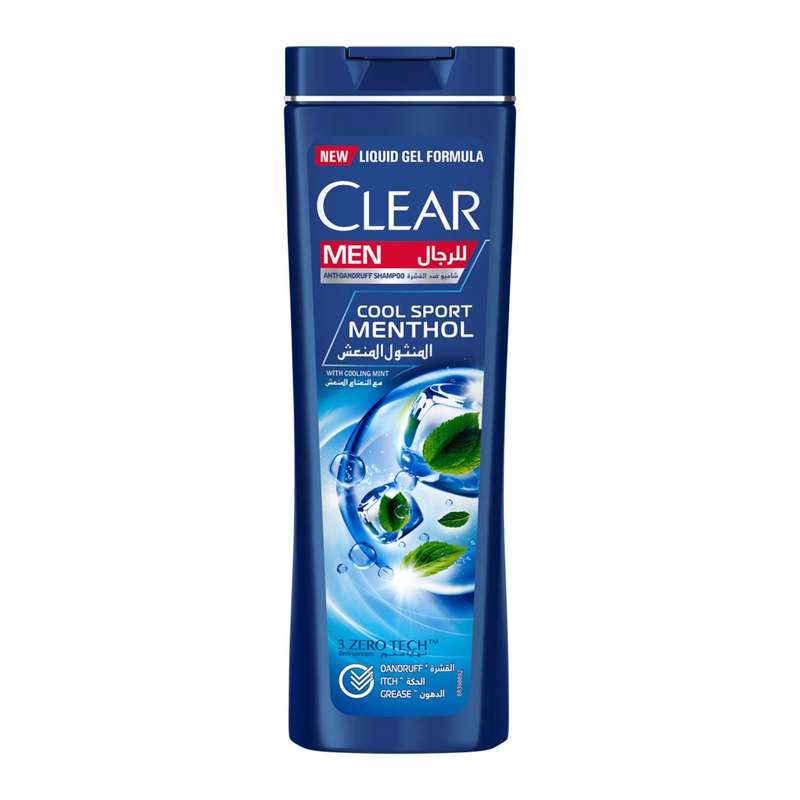 NEW LIQUID GEL FORMULA
CLEAR
MEN للرجال
ANTI-DANDRUFF SHAMPOO شامبو ضد القشرة
COOL SPORT
MENTHOL
المنثول المنعش
WITH COOLING MINT
مع النعناع المنعش
3 ZERO TECH™
DANDRUFF* القشرة*
ITCH^ الحكة^
GREASE~ الدهون~